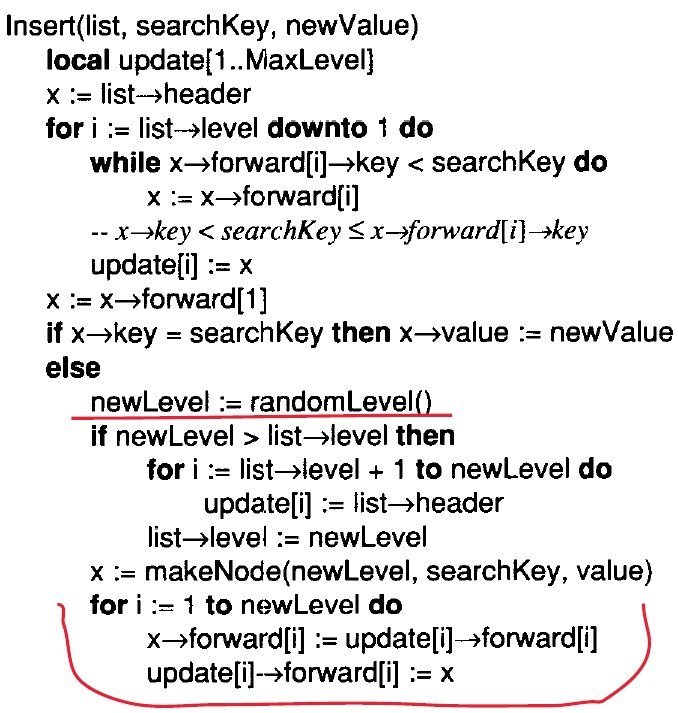 Insert(list, searchKey, newValue)
local update[1..MaxLevel]
x := list→header
for i := list→level downto 1 do
while x→forward[i]→key < searchKey do
x := x→forward[i]
-- x→key < searchKey ≤ x→forward[i]→key
update[i] := x
x := x→forward[1]
if x→key = searchKey then x→value := newValue
else
newLevel := randomLevel()
if newLevel > list→level then
for i := list→level + 1 to newLevel do
update[i] := list→header
list→level := newLevel
x := makeNode(newLevel, searchKey, value)
for i := 1 to newLevel do
x→forward[i] := update[i]→forward[i]
update[i]→forward[i] := x